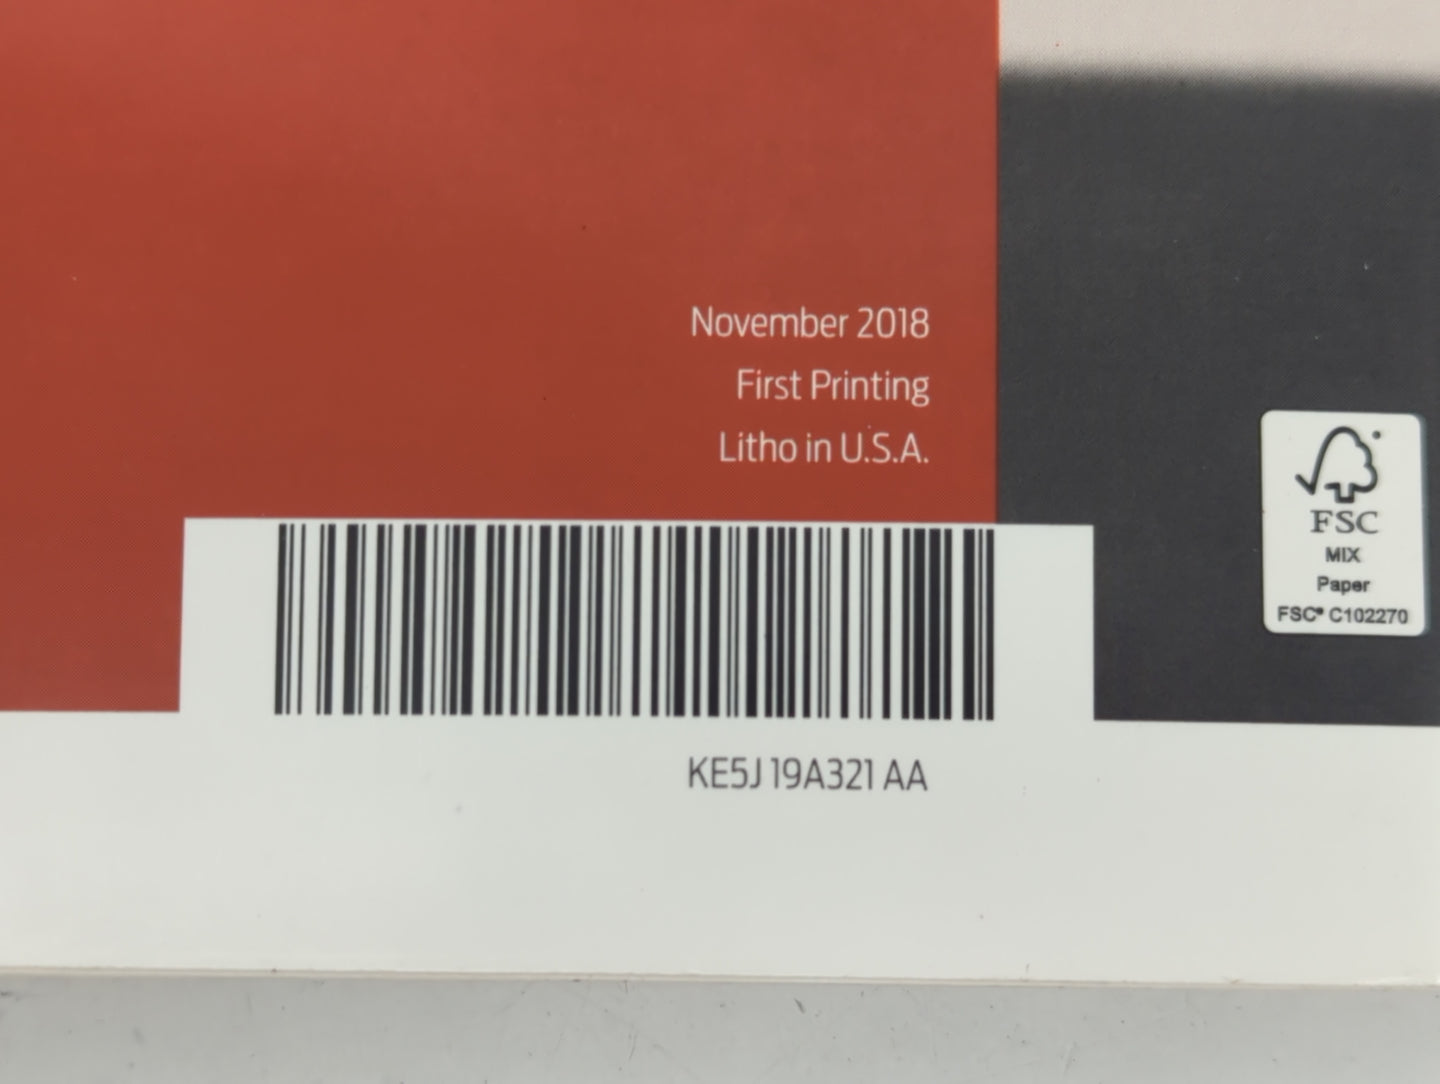 November 2018
First Printing
Litho in U.S.A.
FSC
MIX
Paper
FSC® C102270
KE5J 19A321 AA